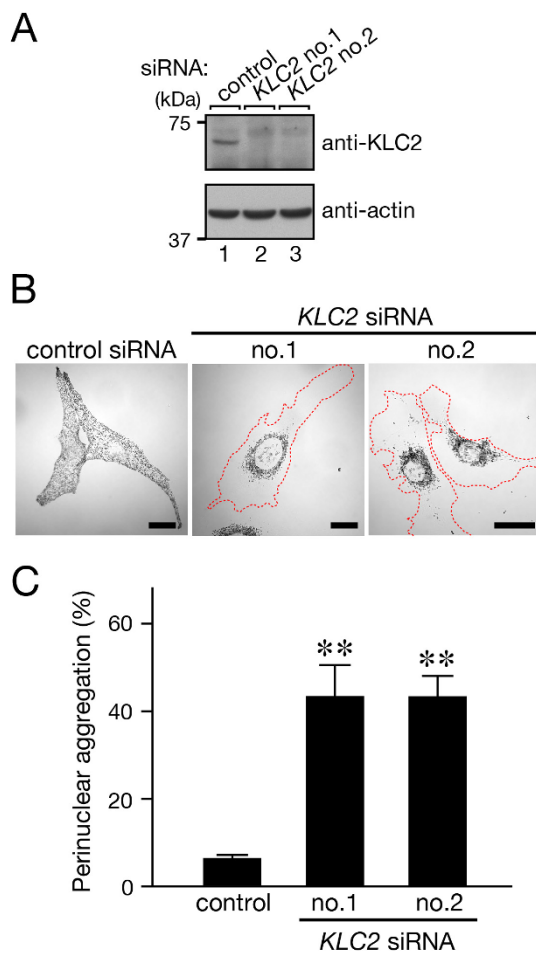 A
siRNA:
control
KLC2 no.1
KLC2 no.2
(kDa)
75
anti-KLC2
anti-actin
37
1 2 3
B
KLC2 siRNA
control siRNA no.1 no.2
C
Perinuclear aggregation (%)
60
40
20
0
** **
control no.1 no.2
KLC2 siRNA